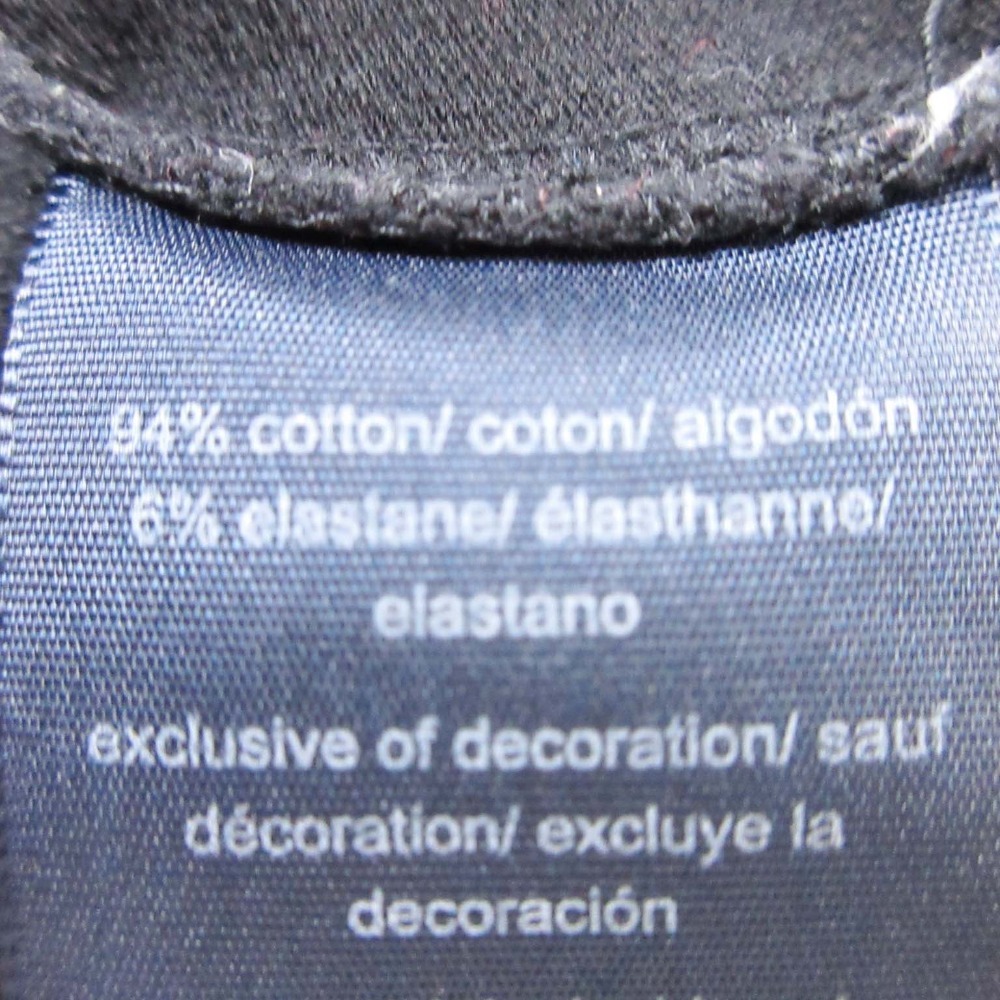 94% cotton/ coton/ algodón
6% elastane/ élasthanne/
elastano
exclusive of decoration/ sauf
décoration/ excluye la
decoración